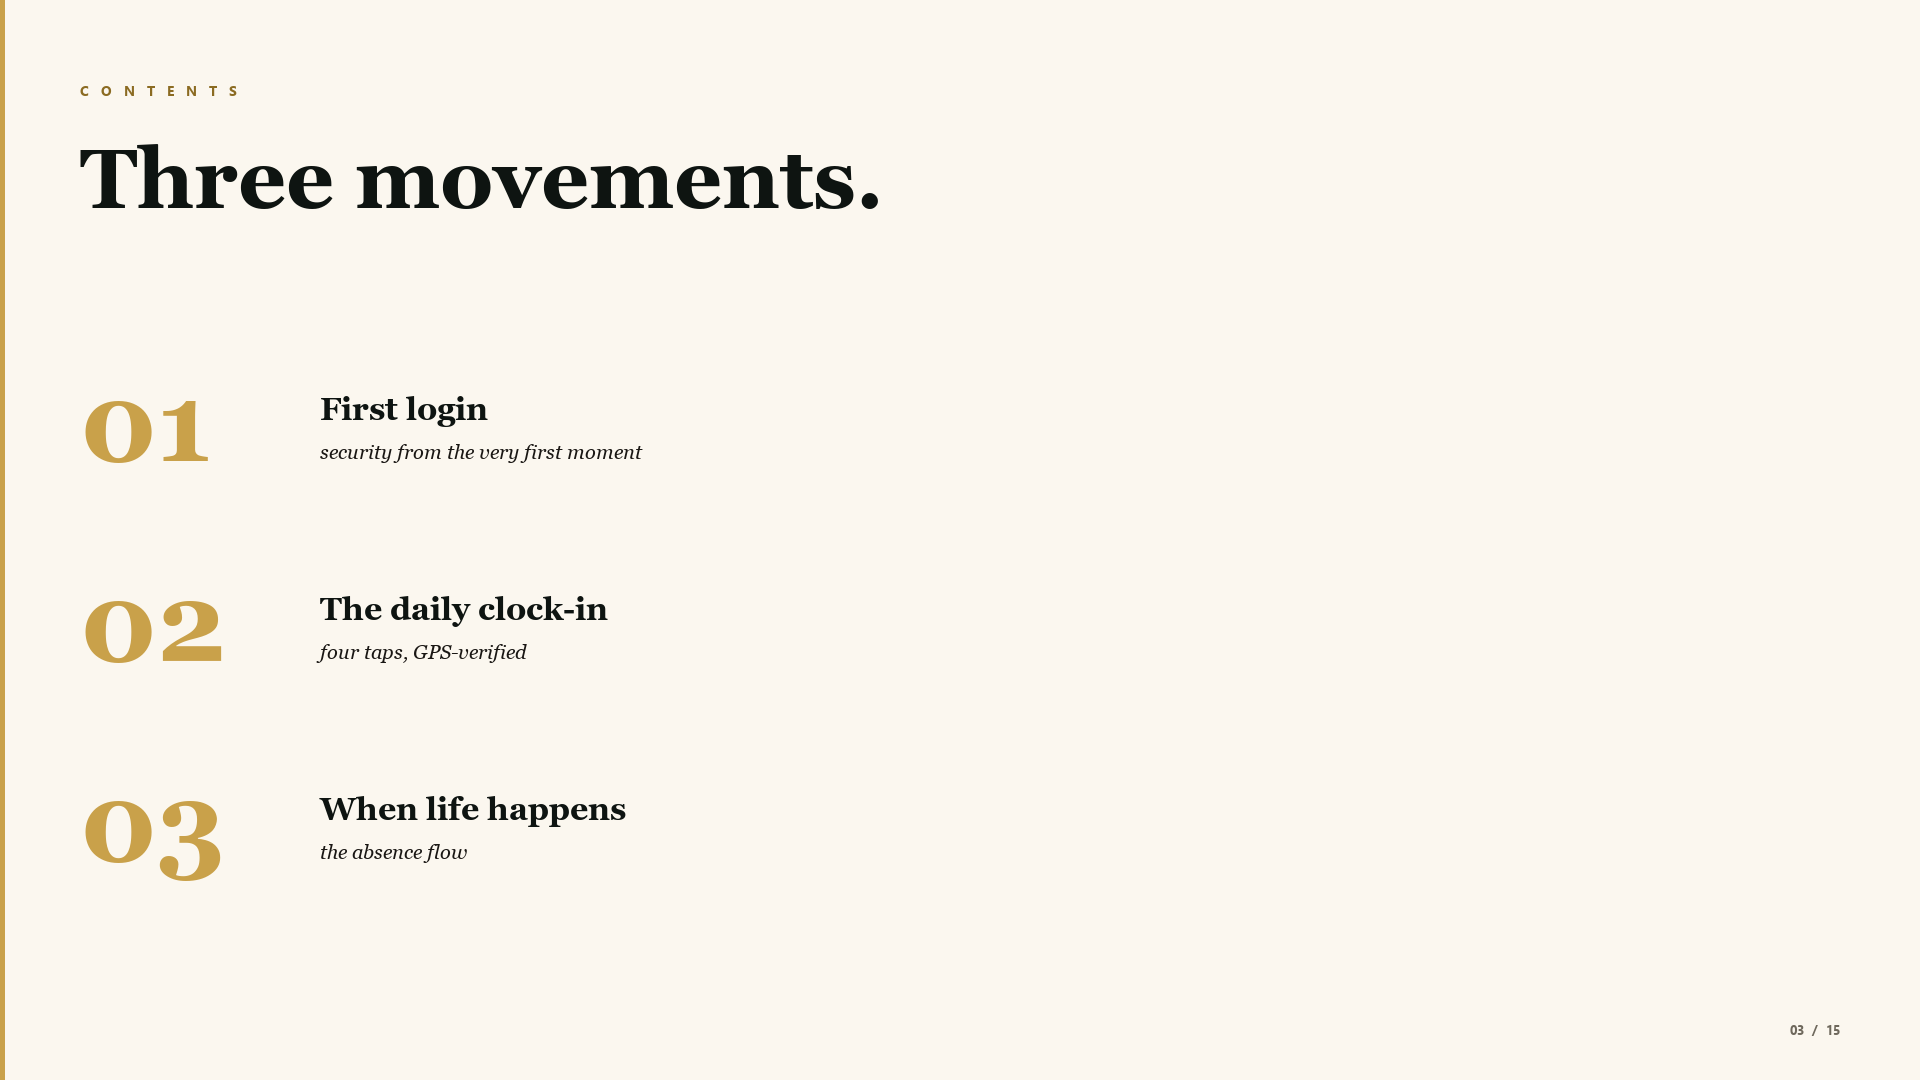 CONTENTS
Three movements.
01
First login
security from the very first moment
02
The daily clock-in
four taps, GPS-verified
03
When life happens
the absence flow
03 / 15